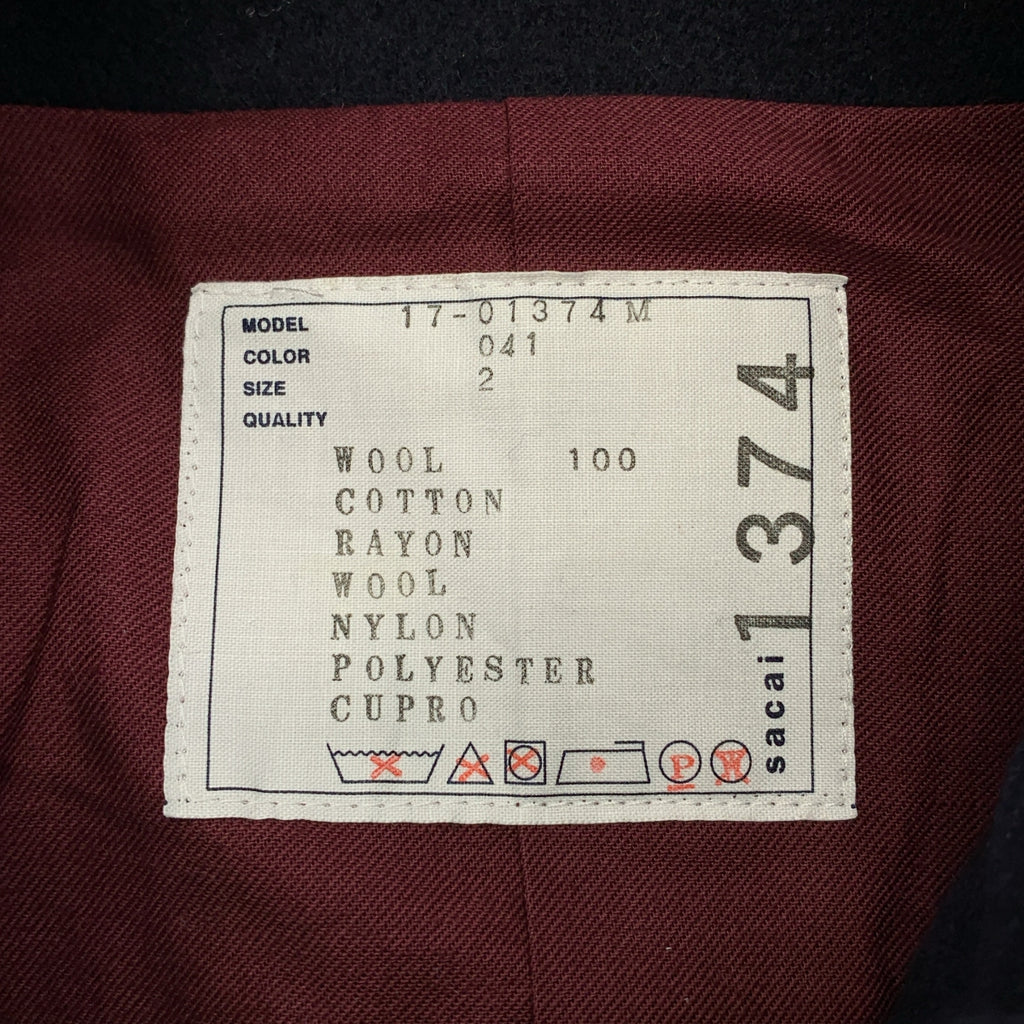 MODEL 17-01374 M
COLOR 041
SIZE 2
QUALITY
WOOL 100
COTTON
RAYON
WOOL
NYLON
POLYESTER
CUPRO
P W
sacai 1374